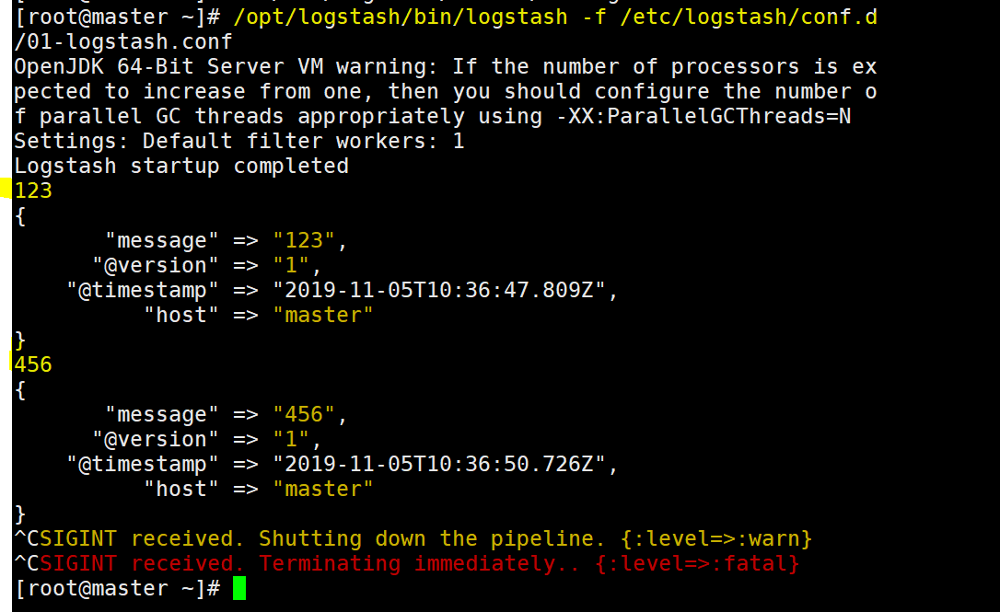 [root@master ~]# /opt/logstash/bin/logstash -f /etc/logstash/conf.d
/01-logstash.conf
OpenJDK 64-Bit Server VM warning: If the number of processors is ex
pected to increase from one, then you should configure the number o
f parallel GC threads appropriately using -XX:ParallelGCThreads=N
Settings: Default filter workers: 1
Logstash startup completed
123
{
       "message" => "123",
      "@version" => "1",
    "@timestamp" => "2019-11-05T10:36:47.809Z",
          "host" => "master"
}
456
{
       "message" => "456",
      "@version" => "1",
    "@timestamp" => "2019-11-05T10:36:50.726Z",
          "host" => "master"
}
^CSIGINT received. Shutting down the pipeline. {:level=>:warn}
^CSIGINT received. Terminating immediately.. {:level=>:fatal}
[root@master ~]#